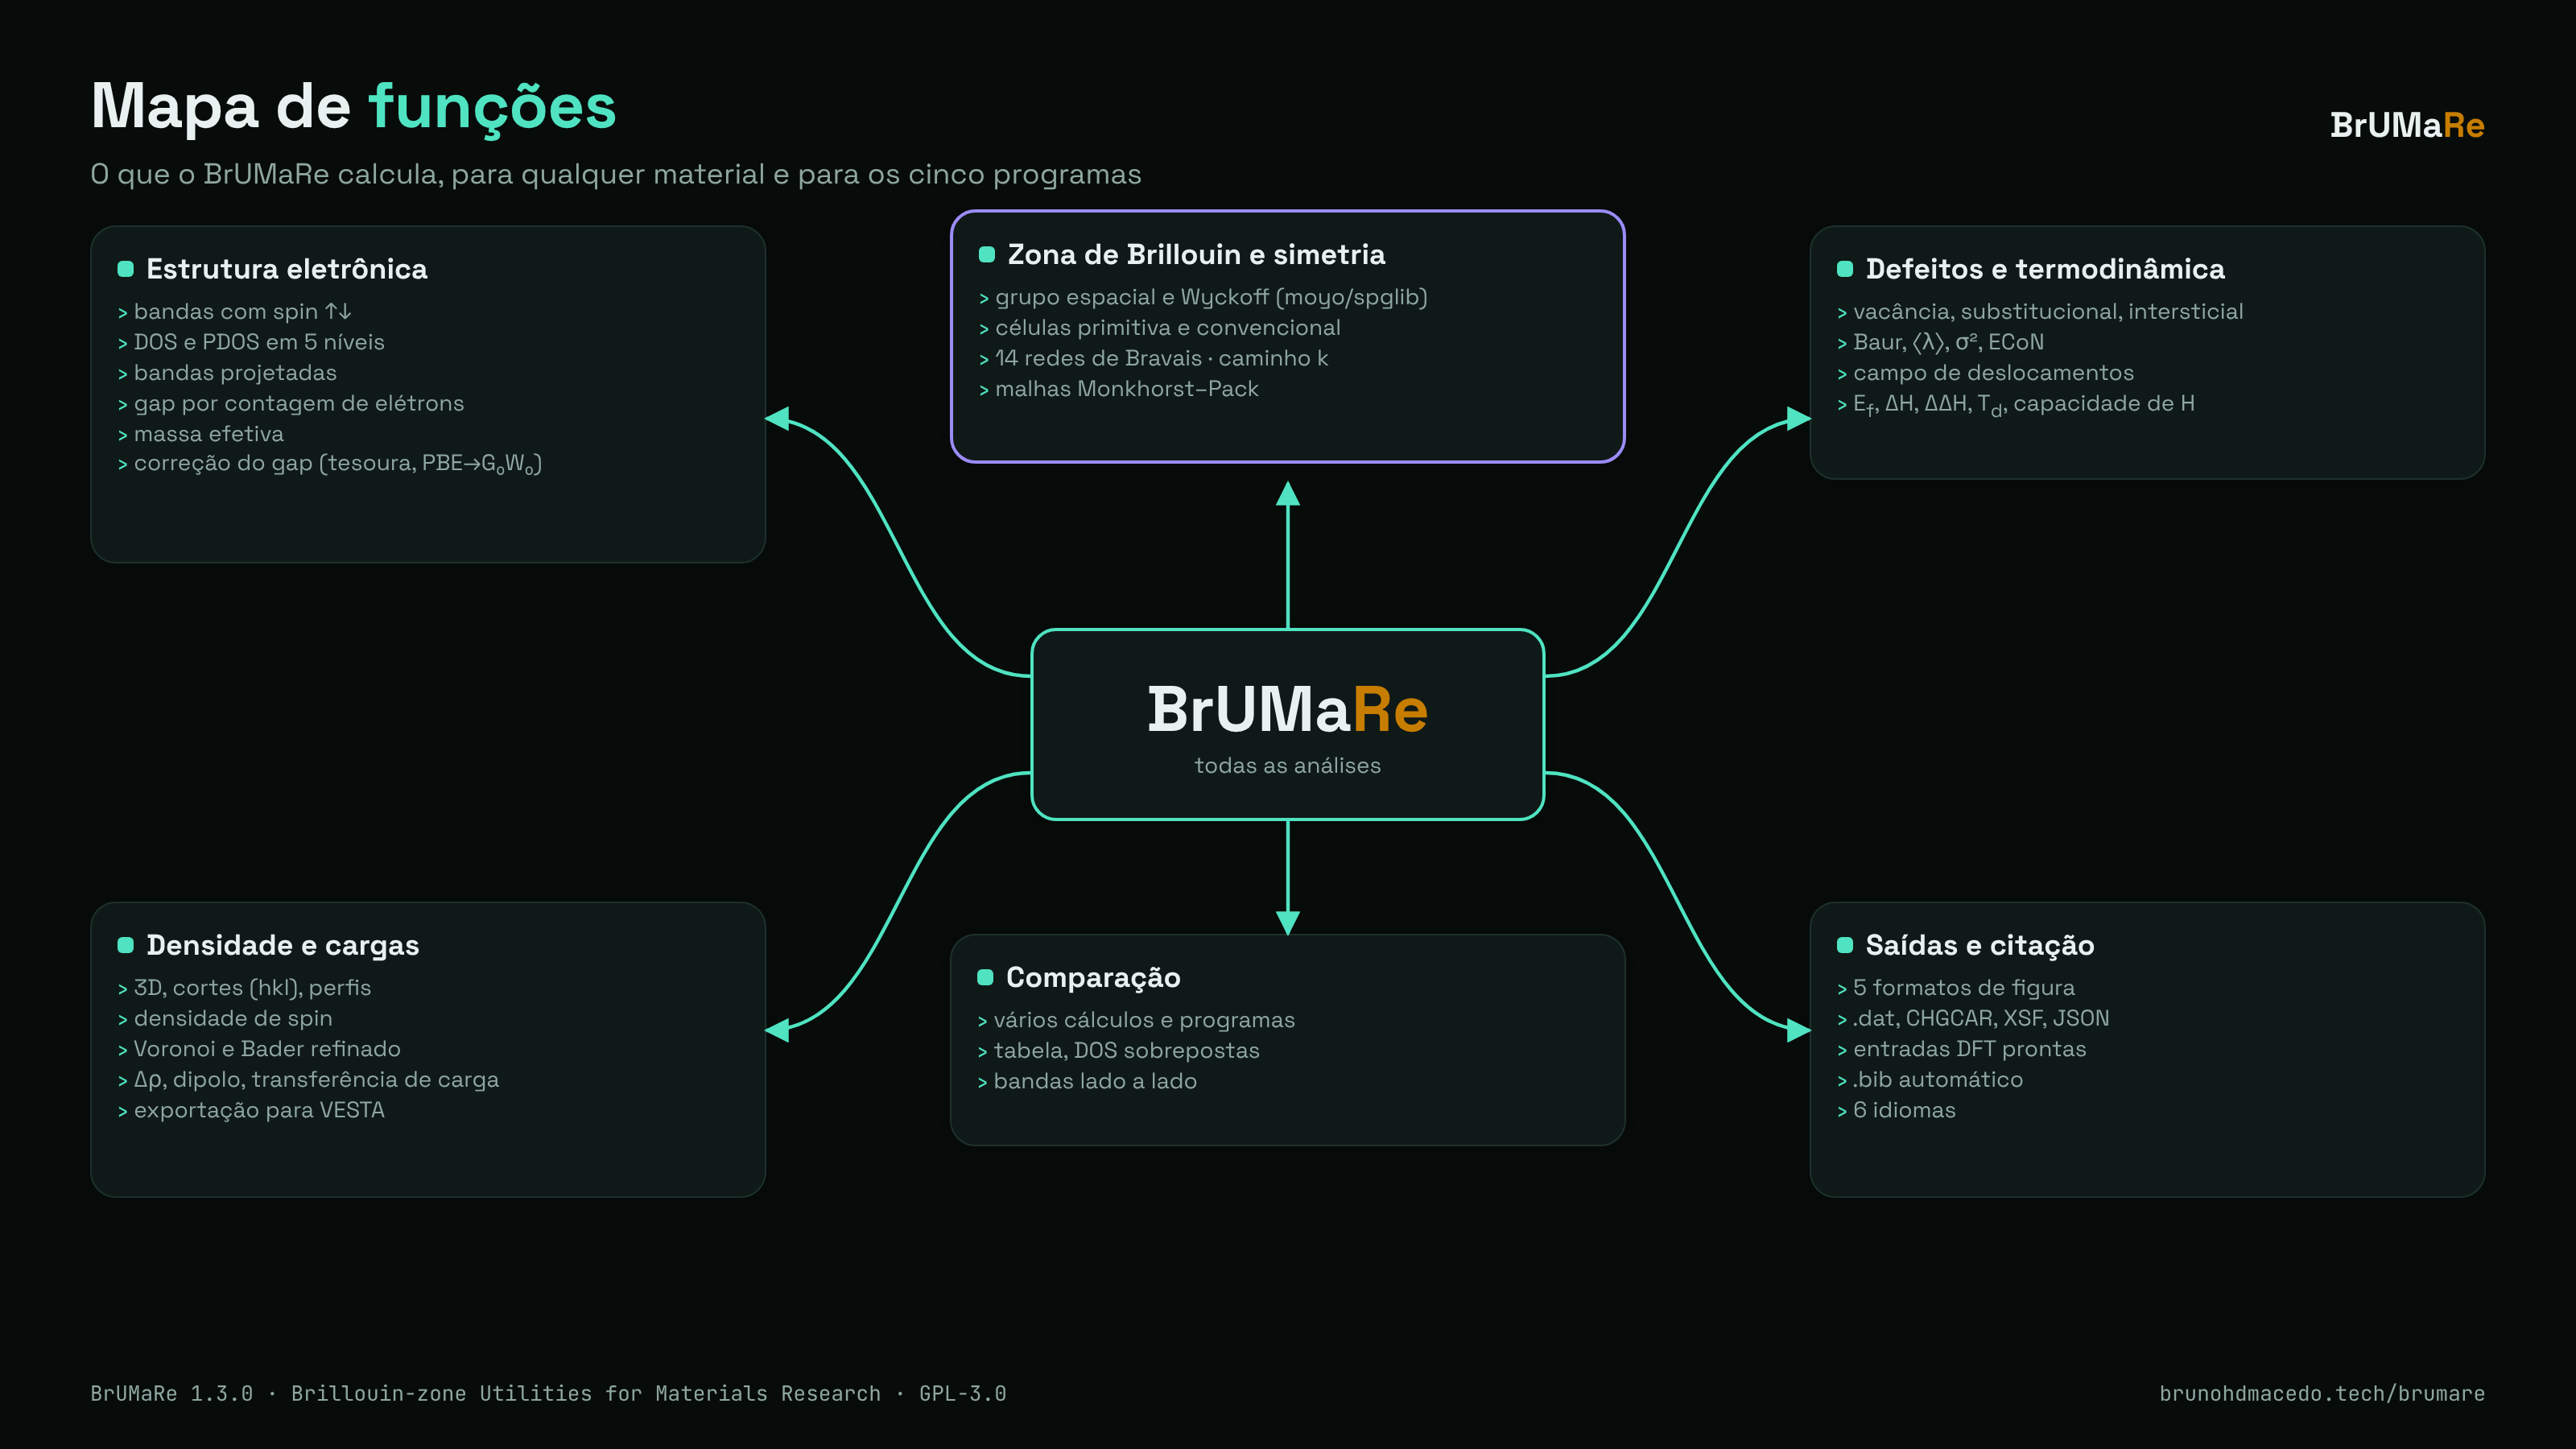 Mapa de funções
BrUMaRe
O que o BrUMaRe calcula, para qualquer material e para os cinco programas
Estrutura eletrônica
> bandas com spin ↑↓
> DOS e PDOS em 5 níveis
> bandas projetadas
> gap por contagem de elétrons
> massa efetiva
> correção do gap (tesoura, PBE→G₀W₀)
Zona de Brillouin e simetria
> grupo espacial e Wyckoff (moyo/spglib)
> células primitiva e convencional
> 14 redes de Bravais · caminho k
> malhas Monkhorst–Pack
Defeitos e termodinâmica
> vacância, substitucional, intersticial
> Baur, ⟨λ⟩, σ², ECoN
> campo de deslocamentos
> E_f, ΔH, ΔΔH, T_d, capacidade de H
BrUMaRe
todas as análises
Densidade e cargas
> 3D, cortes (hkl), perfis
> densidade de spin
> Voronoi e Bader refinado
> Δρ, dipolo, transferência de carga
> exportação para VESTA
Comparação
> vários cálculos e programas
> tabela, DOS sobrepostas
> bandas lado a lado
Saídas e citação
> 5 formatos de figura
> .dat, CHGCAR, XSF, JSON
> entradas DFT prontas
> .bib automático
> 6 idiomas
BrUMaRe 1.3.0 · Brillouin-zone Utilities for Materials Research · GPL-3.0
brunohdmacedo.tech/brumare